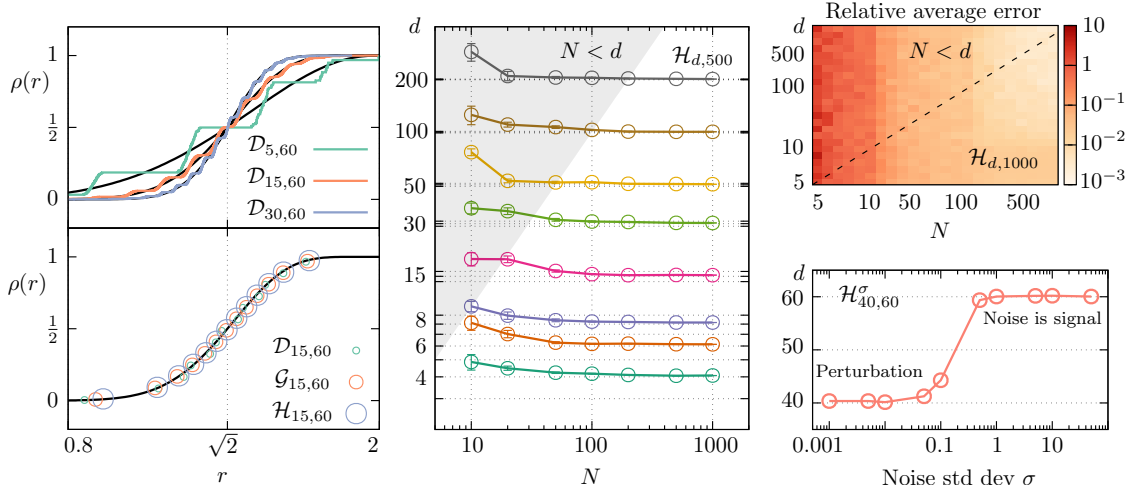 ρ(r)
1
1/2
0
𝒟5,60
𝒟15,60
𝒟30,60
ρ(r)
1
1/2
0
𝒟15,60
𝒢15,60
ℋ15,60
0.8
√2
2
r
d
200
100
50
30
15
8
6
4
N < d
ℋd,500
10
100
1000
N
Relative average error
d
500
100
10
5
N < d
ℋd,1000
5
10
50
100
500
N
10
1
10⁻¹
10⁻²
10⁻³
d
60
50
40
ℋσ40,60
Noise is signal
Perturbation
0.001
0.01
0.1
1
10
Noise std dev σ